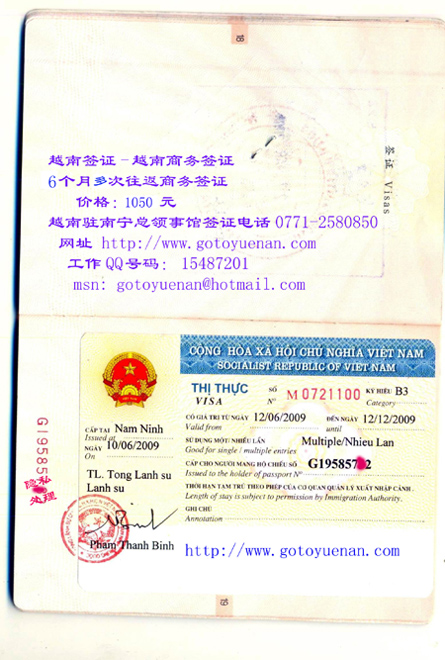 18
签证 Visas
越南签证-越南商务签证
6个月多次往返商务签证
价格: 1050 元
越南驻南宁总领事馆签证电话 0771-2580850
网址 http://www.gotoyuenan.com
工作QQ号码: 15487201
msn: gotoyuenan@hotmail.com
CỘNG HÒA XÃ HỘI CHỦ NGHĨA VIỆT NAM
SOCIALIST REPUBLIC OF VIET NAM
THỊ THỰC
VISA
SỐ
Nº M 0721100
KÝ HIỆU B3
Category
CÓ GIÁ TRỊ TỪ NGÀY 12/06/2009 ĐẾN NGÀY 12/12/2009
Valid from until
CẤP TẠI Nam Ninh
Issued at
NGÀY 10/06/2009
On
SỬ DỤNG MỘT/NHIỀU LẦN Multiple/Nhieu Lan
Good for single / multiple entries
CẤP CHO NGƯỜI MANG HỘ CHIẾU SỐ G19585
Issued to the holder of passport Nº
THỜI HẠN TẠM TRÚ THEO PHÉP CỦA CƠ QUAN QUẢN LÝ XUẤT NHẬP CẢNH.
Length of stay is subject to permission by Immigration Authority.
GHI CHÚ
Annotation
TL. Tong Lanh su
Lanh su
Pham Thanh Binh
http://www.gotoyuenan.com
G19585
隐私
处理
19